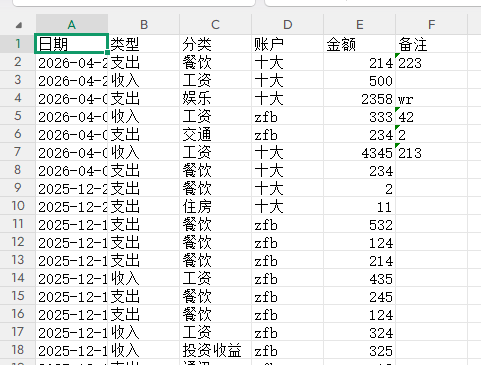 A B C D E F
1 日期 类型 分类 账户 金额 备注
2 2026-04-2 支出 餐饮 十大 214 223
3 2026-04-2 收入 工资 十大 500
4 2026-04-0 支出 娱乐 十大 2358 wr
5 2026-04-0 收入 工资 zfb 333 42
6 2026-04-0 支出 交通 zfb 234 2
7 2026-04-0 收入 工资 十大 4345 213
8 2026-04-0 支出 餐饮 十大 234
9 2025-12-2 支出 餐饮 十大 2
10 2025-12-2 支出 住房 十大 11
11 2025-12-1 支出 餐饮 zfb 532
12 2025-12-1 支出 餐饮 zfb 124
13 2025-12-1 支出 餐饮 zfb 214
14 2025-12-1 收入 工资 zfb 435
15 2025-12-1 支出 餐饮 zfb 245
16 2025-12-1 支出 餐饮 zfb 124
17 2025-12-1 收入 工资 zfb 324
18 2025-12-1 收入 投资收益 zfb 325